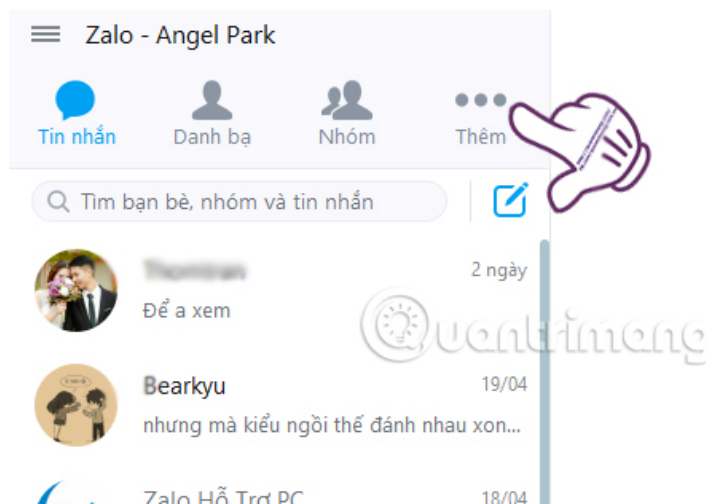 Zalo - Angel Park
Tin nhắn
Danh bạ
Nhóm
Thêm
Tìm bạn bè, nhóm và tin nhắn
2 ngày
Để a xem
Quantrimang
Bearkyu
19/04
nhưng mà kiểu ngồi thế đánh nhau xon...
Zalo Hỗ Trợ PC
18/04